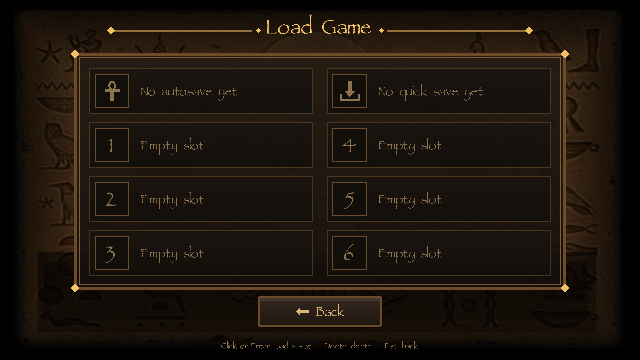 Load Game
No autosave yet
No quick save yet
1 Empty slot
4 Empty slot
2 Empty slot
5 Empty slot
3 Empty slot
6 Empty slot
Back